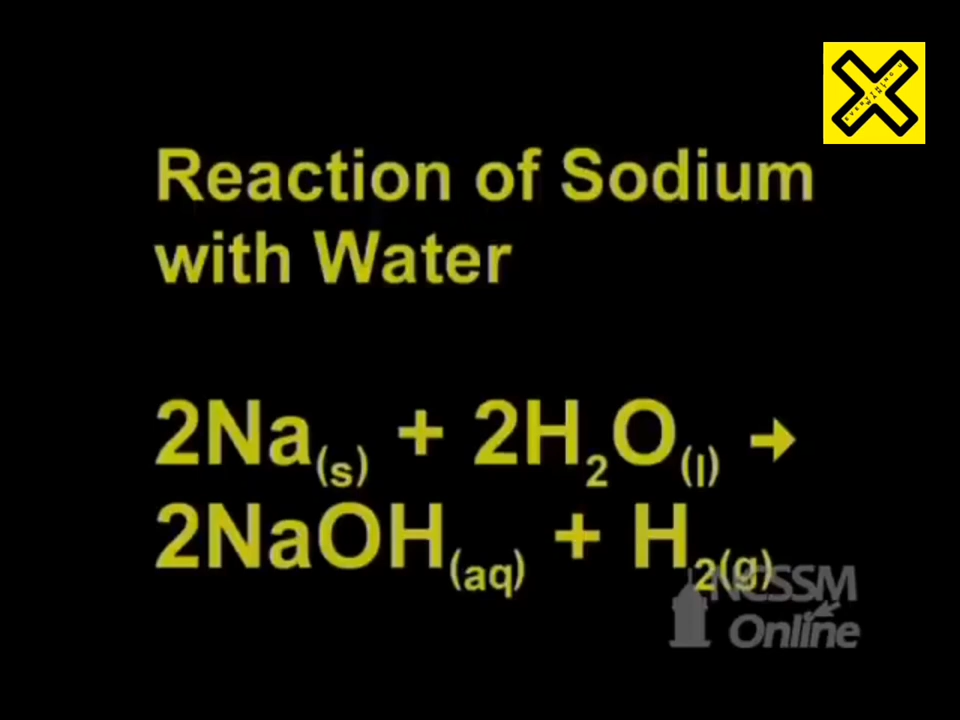 Reaction of Sodium
with Water
2Na(s) + 2H₂O(l) →
2NaOH(aq) + H₂(g)
NCSSM
Online